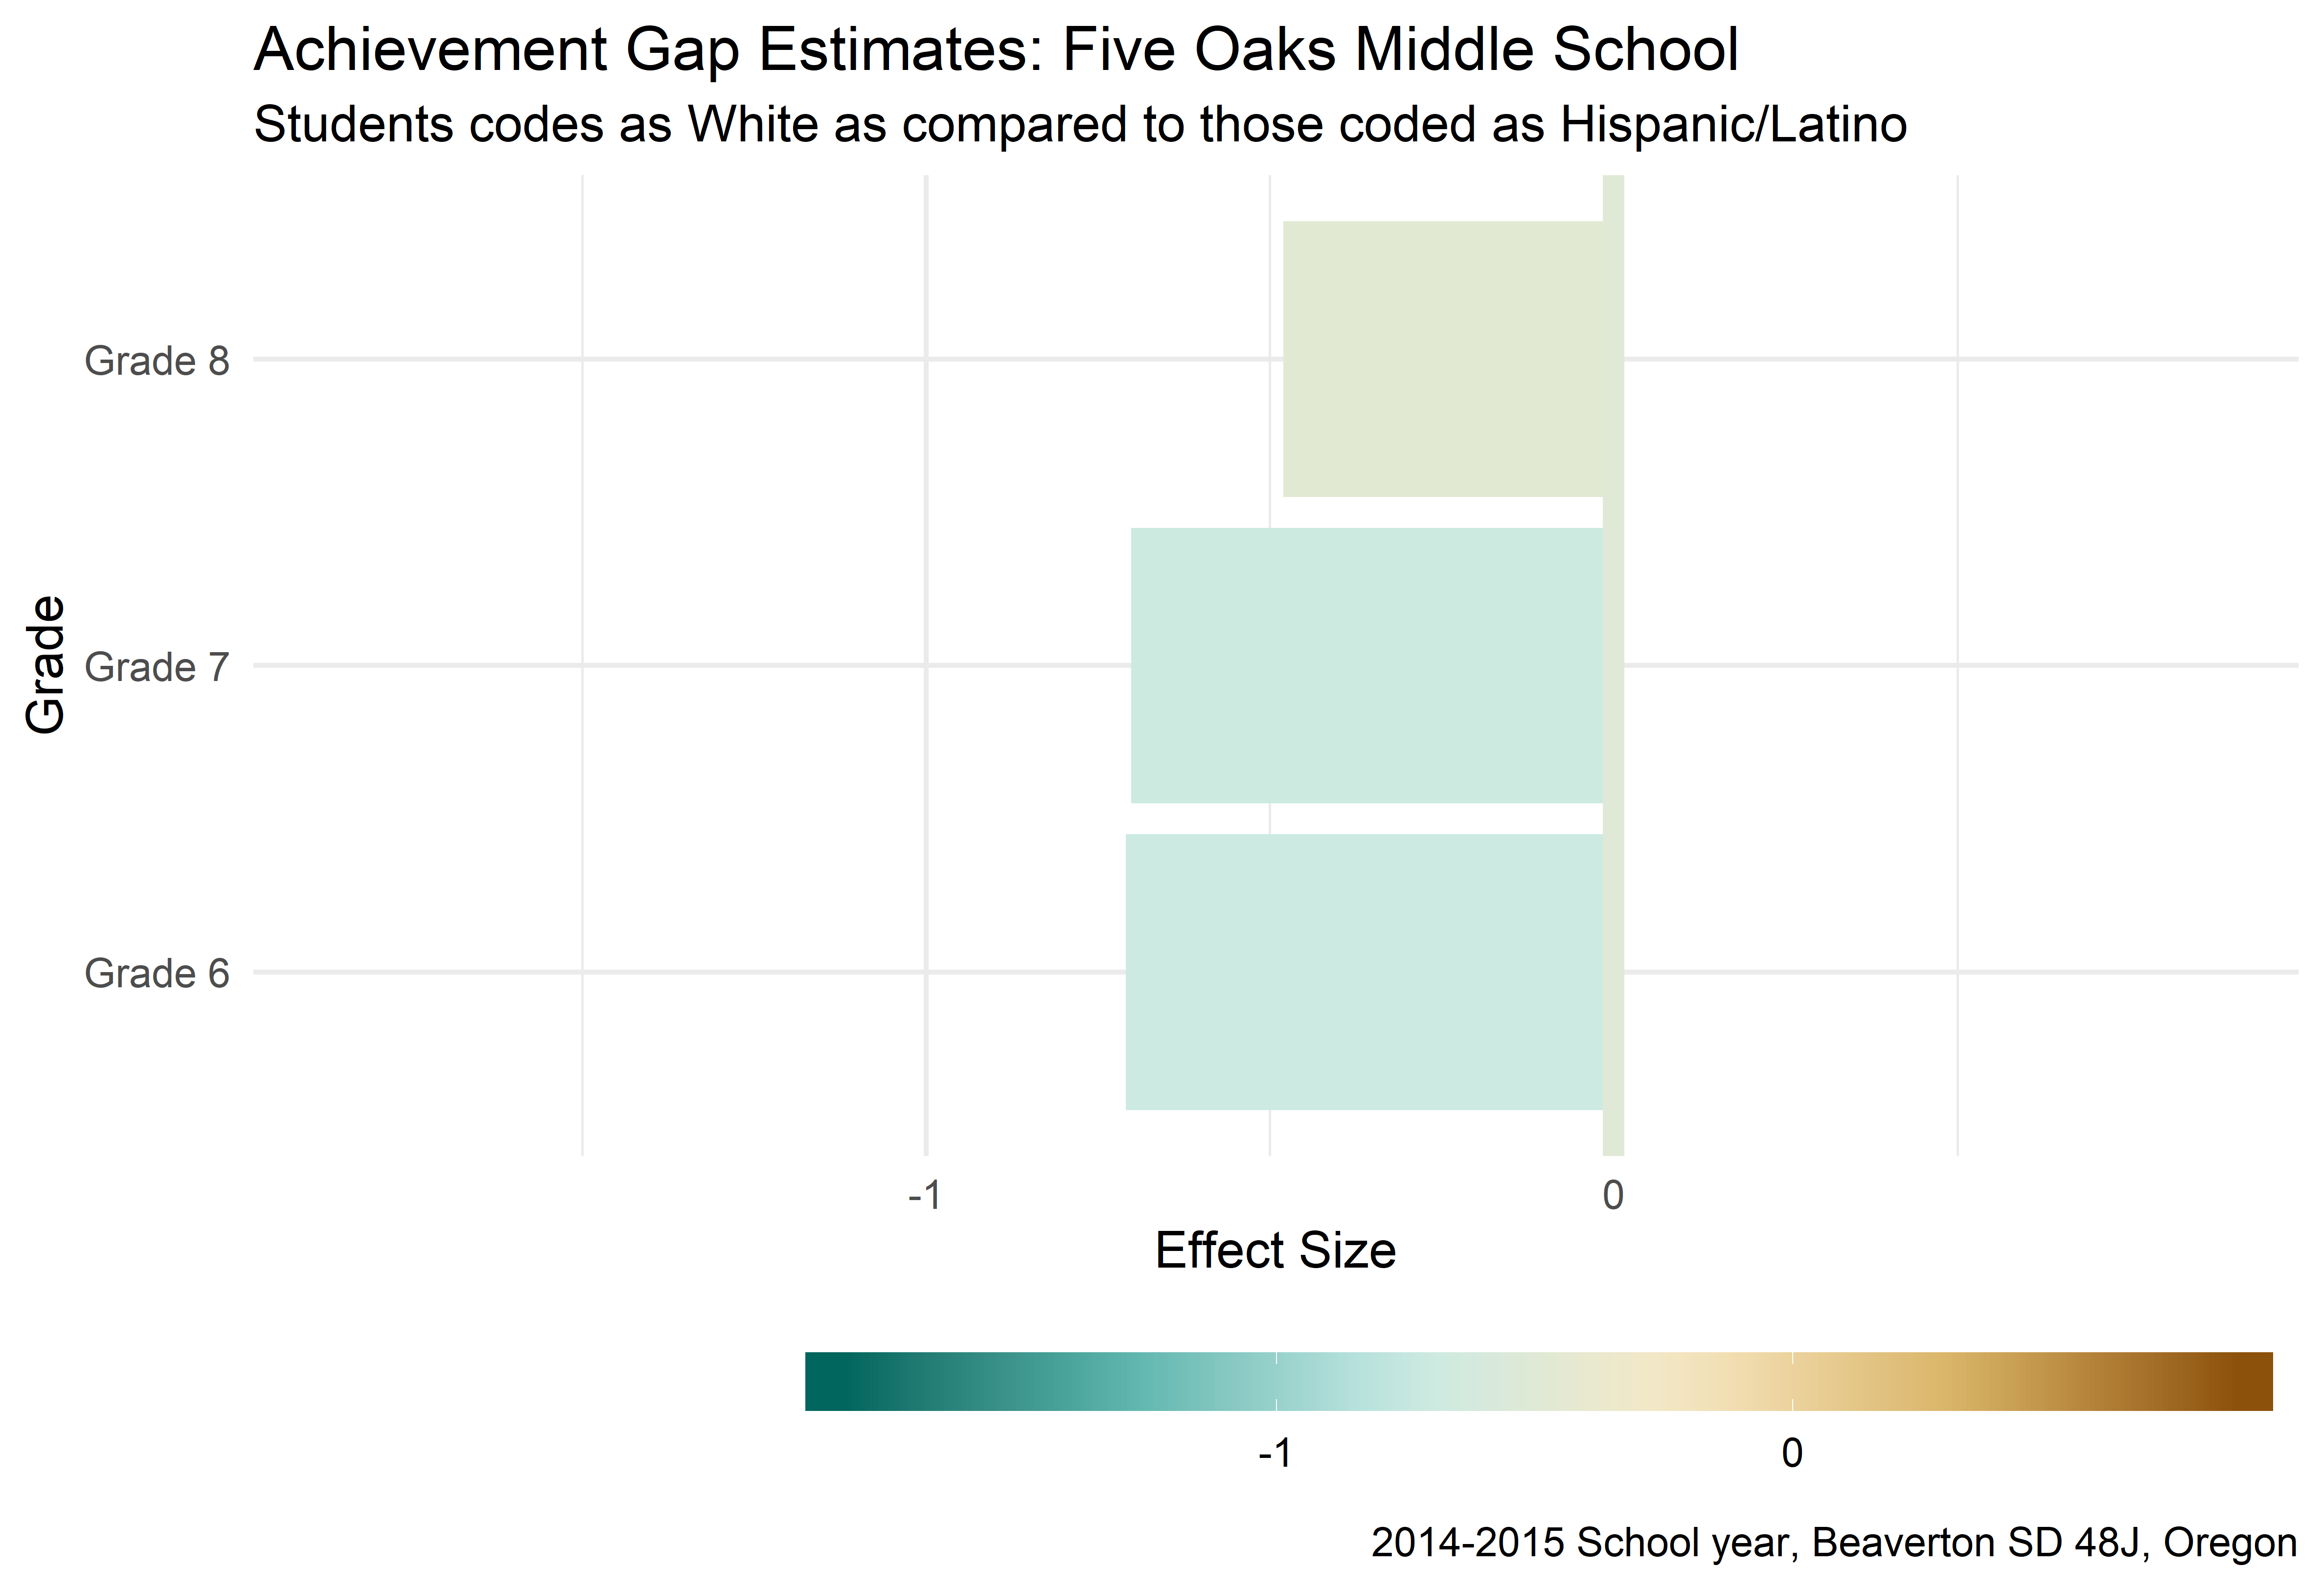 Achievement Gap Estimates: Five Oaks Middle School
Students codes as White as compared to those coded as Hispanic/Latino
Grade 8
Grade 7
Grade 6
Grade
-1
0
Effect Size
-1
0
2014-2015 School year, Beaverton SD 48J, Oregon